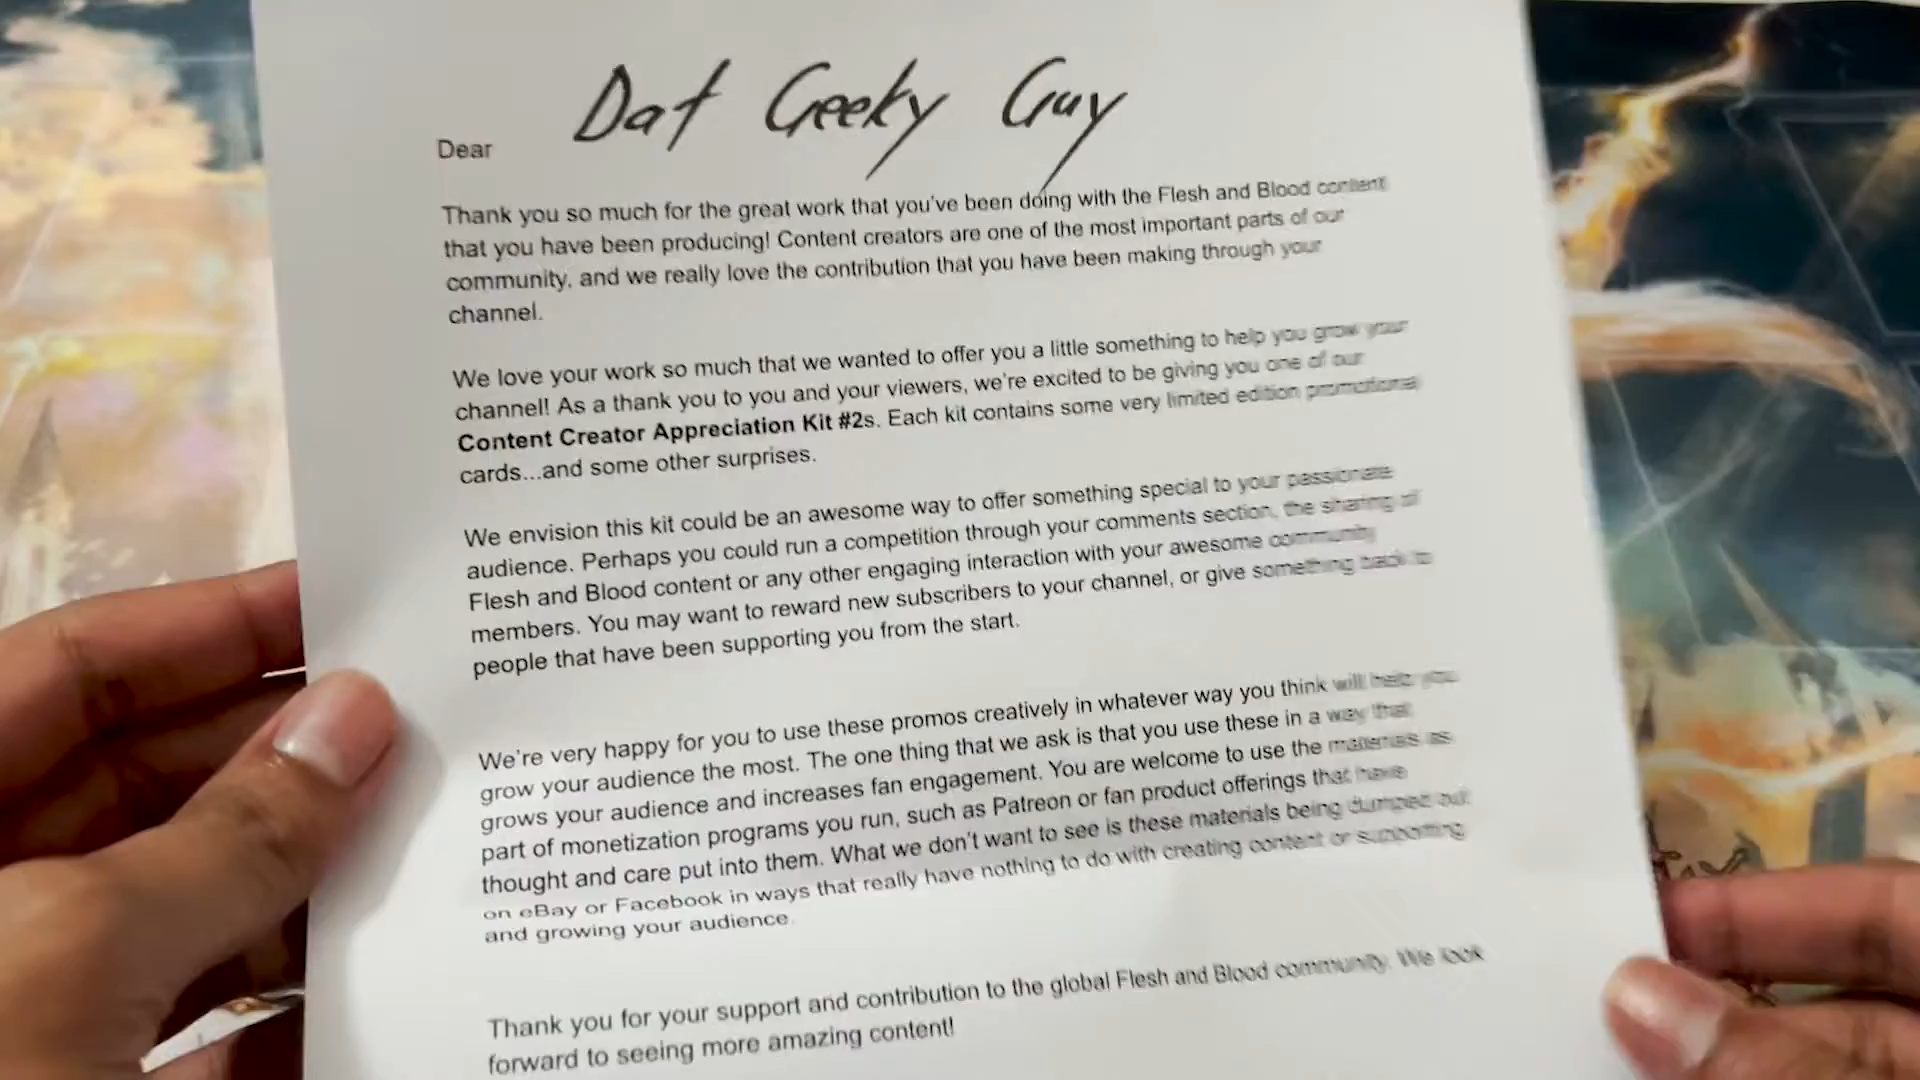 Dear Dat Geeky Guy
Thank you so much for the great work that you've been doing with the Flesh and Blood content
that you have been producing! Content creators are one of the most important parts of our
community, and we really love the contribution that you have been making through your
channel.
We love your work so much that we wanted to offer you a little something to help you grow your
channel! As a thank you to you and your viewers, we're excited to be giving you one of our
Content Creator Appreciation Kit #2s. Each kit contains some very limited edition promotional
cards...and some other surprises.
We envision this kit could be an awesome way to offer something special to your passionate
audience. Perhaps you could run a competition through your comments section, the sharing of
Flesh and Blood content or any other engaging interaction with your awesome community
members. You may want to reward new subscribers to your channel, or give something back to
people that have been supporting you from the start.
We're very happy for you to use these promos creatively in whatever way you think will help you
grow your audience the most. The one thing that we ask is that you use these in a way that
grows your audience and increases fan engagement. You are welcome to use the materials as
part of monetization programs you run, such as Patreon or fan product offerings that have
thought and care put into them. What we don't want to see is these materials being dumped out
on eBay or Facebook in ways that really have nothing to do with creating content or supporting
and growing your audience.
Thank you for your support and contribution to the global Flesh and Blood community. We look
forward to seeing more amazing content!